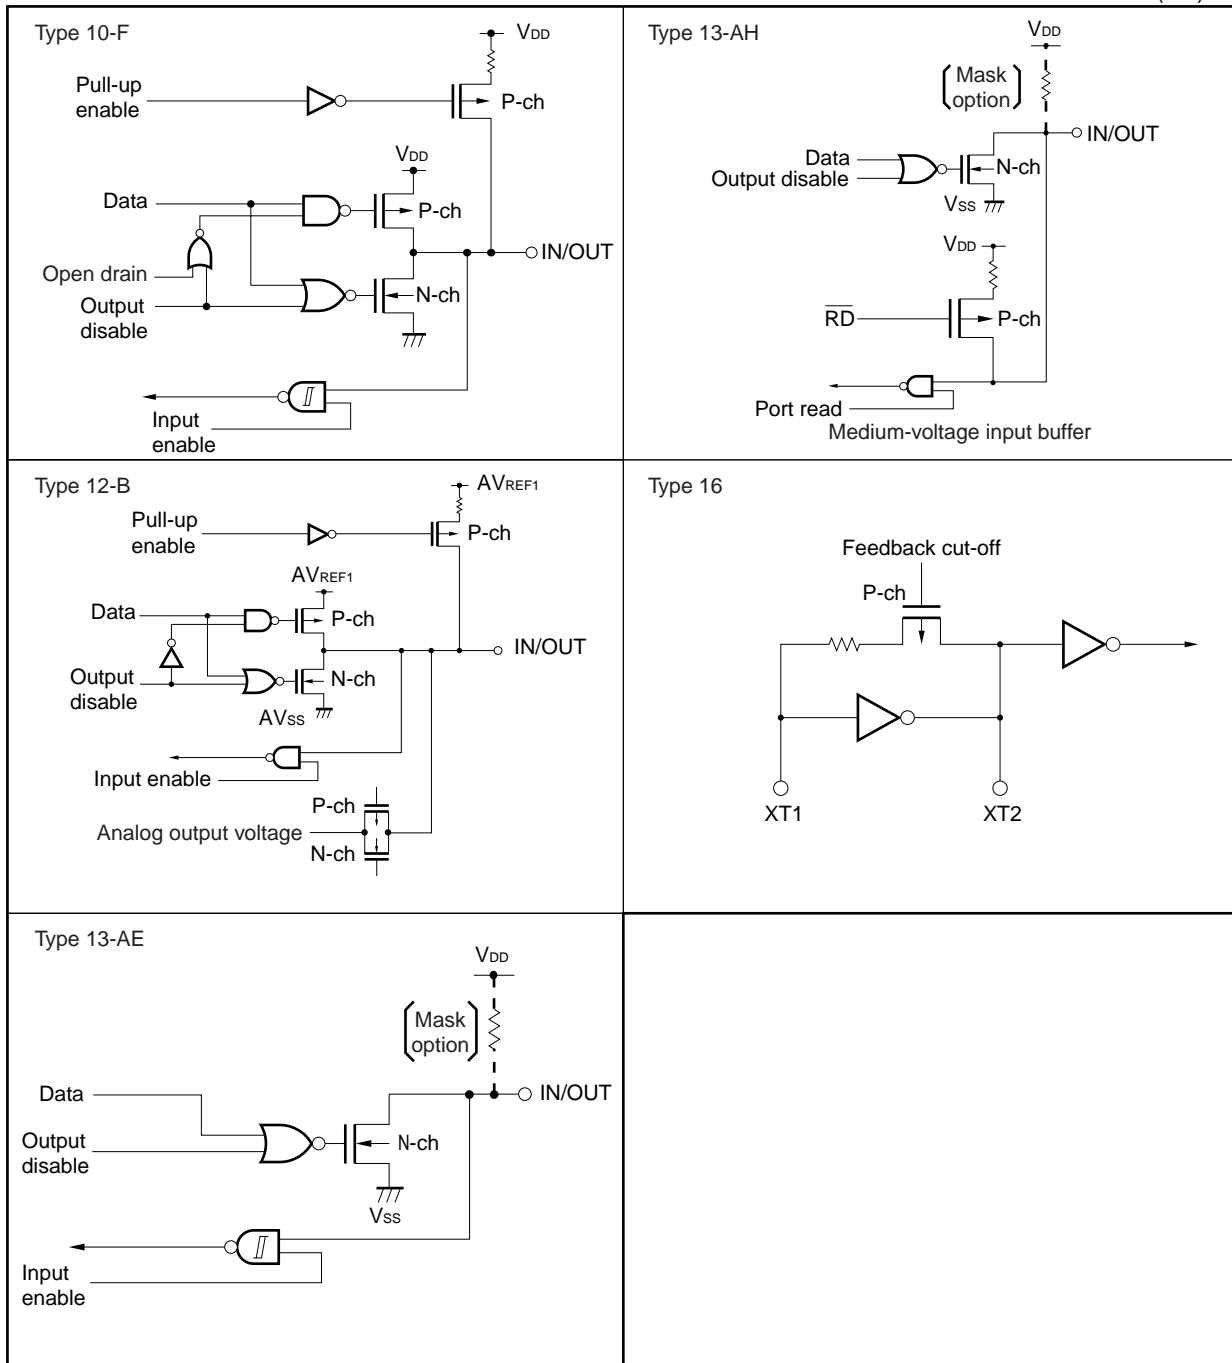 Type 10-F
VDD
Pull-up
enable
P-ch
VDD
Data
P-ch
IN/OUT
Open drain
Output
disable
N-ch
Input
enable
Type 13-AH
VDD
(Mask
option)
IN/OUT
Data
Output disable
N-ch
VSS
VDD
RD
P-ch
Port read
Medium-voltage input buffer
Type 12-B
AVREF1
Pull-up
enable
P-ch
AVREF1
Data
P-ch
IN/OUT
Output
disable
N-ch
AVSS
Input enable
P-ch
Analog output voltage
N-ch
Type 16
Feedback cut-off
P-ch
XT1
XT2
Type 13-AE
VDD
(Mask
option)
IN/OUT
Data
Output
disable
N-ch
VSS
Input
enable